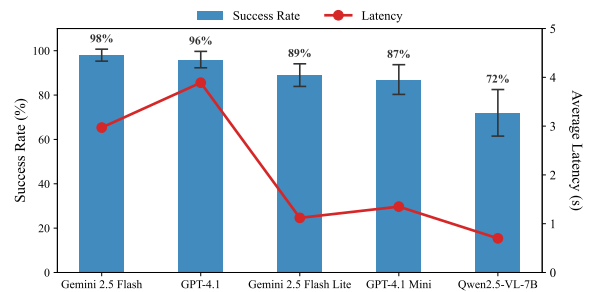 Success Rate
Latency
Success Rate (%)
100
80
60
40
20
0
98%
96%
89%
87%
72%
5
4
3
2
1
0
Average Latency (s)
Gemini 2.5 Flash
GPT-4.1
Gemini 2.5 Flash Lite
GPT-4.1 Mini
Qwen2.5-VL-7B